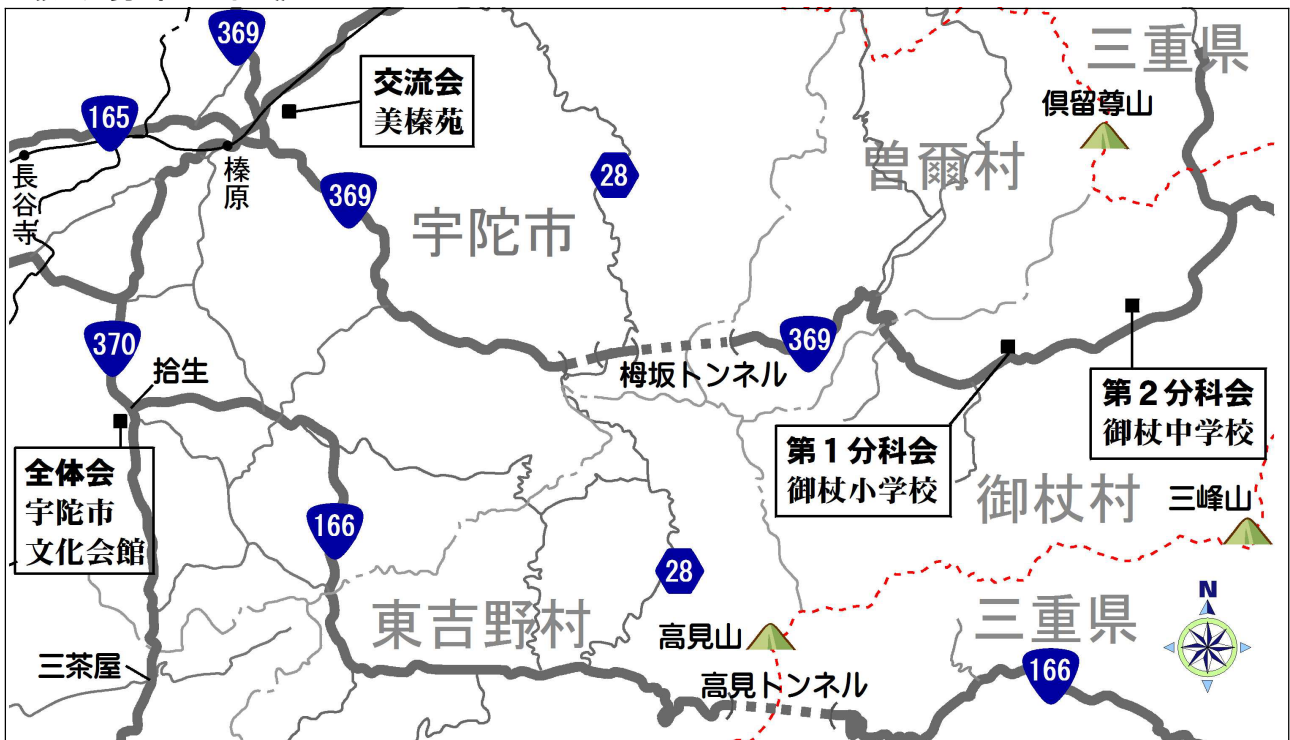 369
三重県
交流会
美榛苑
倶留尊山
165
榛原
長谷寺
28
曽爾村
369
宇陀市
370
拾生
栂坂トンネル
369
第2分科会
御杖中学校
全体会
宇陀市
文化会館
第1分科会
御杖小学校
御杖村
三峰山
166
28
N
東吉野村
高見山
三重県
三茶屋
高見トンネル
166